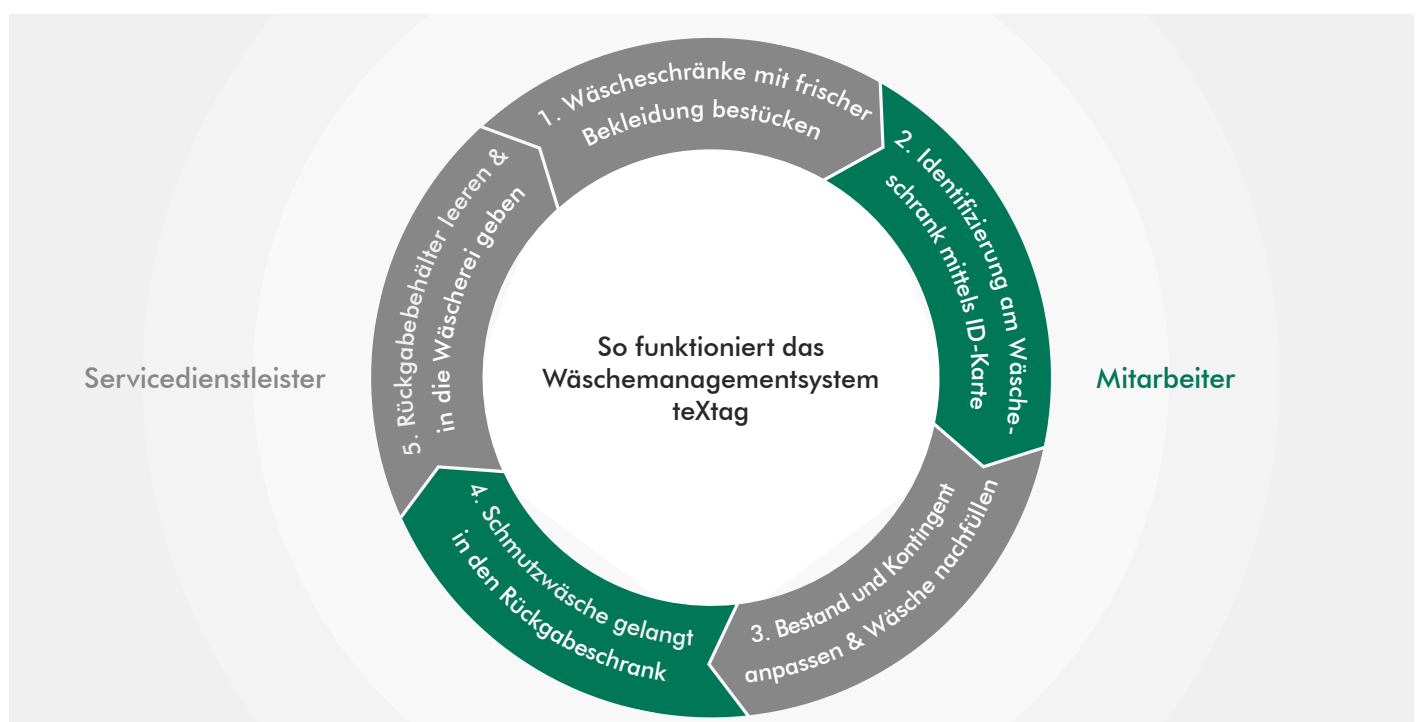 1. Wäscheschränke mit frischer
Bekleidung bestücken
2. Identifizierung am Wäsche-
schrank mittels ID-Karte
3. Bestand und Kontingent
anpassen & Wäsche nachfüllen
4. Schmutzwäsche gelangt
in den Rückgabeschrank
5. Rückgabebehälter leeren &
in die Wäscherei geben
So funktioniert das
Wäschemanagementsystem
teXtag
Servicedienstleister
Mitarbeiter